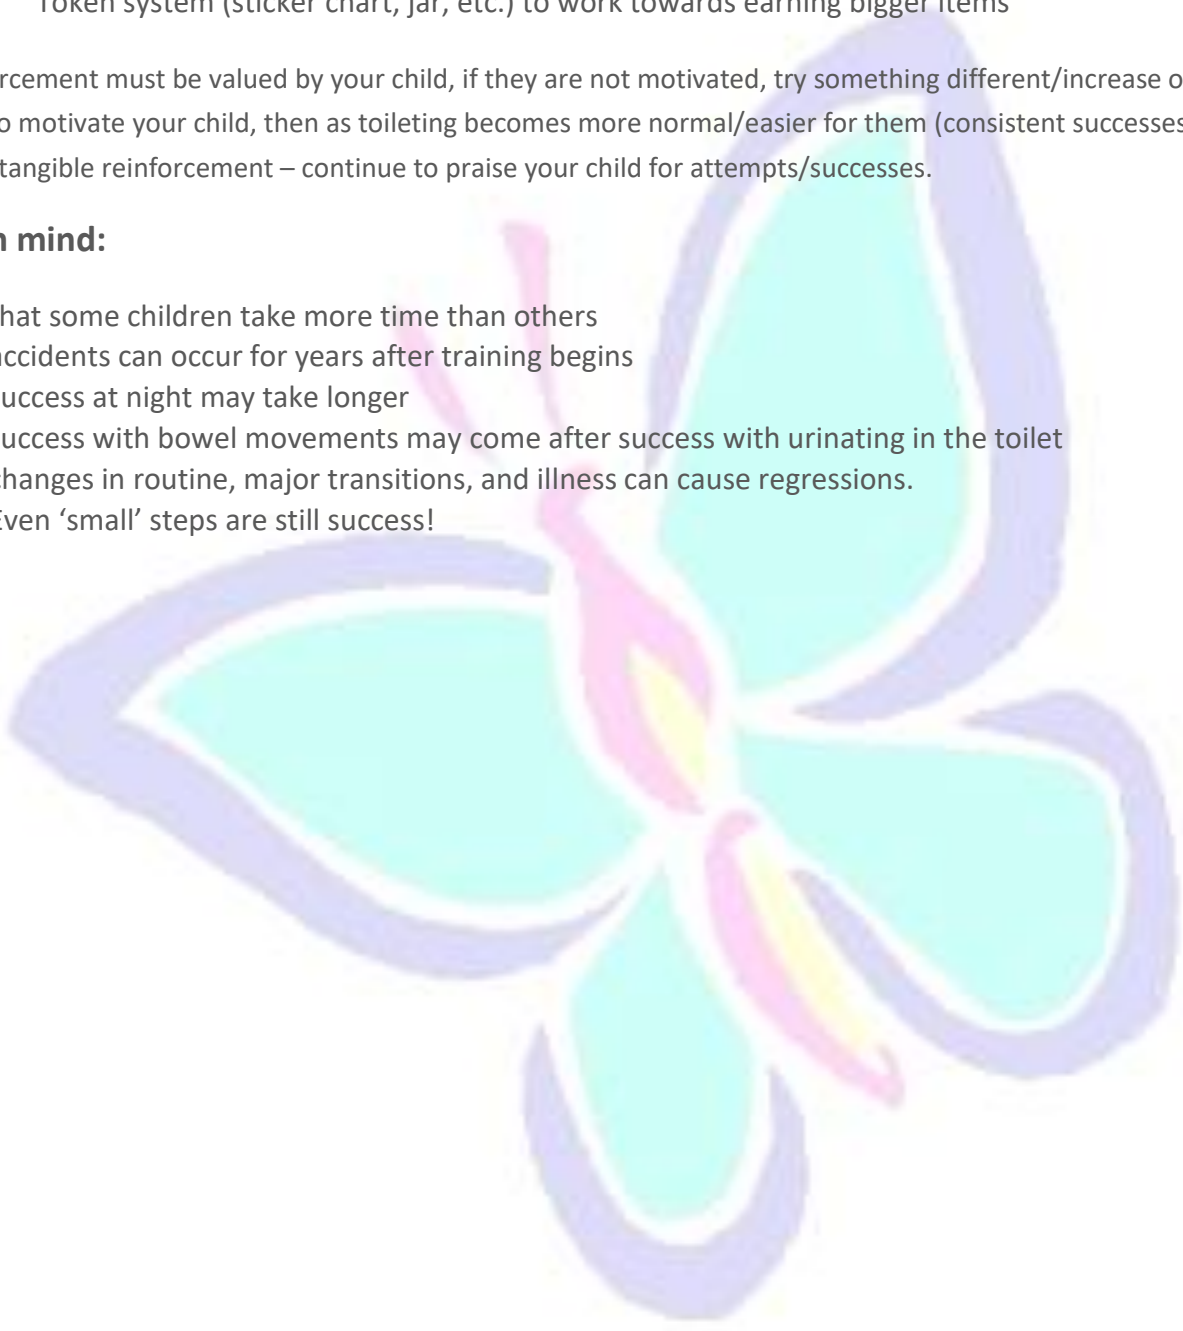 Token system (sticker chart, jar, etc.) to work towards earning bigger items
rcement must be valued by your child, if they are not motivated, try something different/increase o
o motivate your child, then as toileting becomes more normal/easier for them (consistent successes
tangible reinforcement – continue to praise your child for attempts/successes.
n mind:
hat some children take more time than others
accidents can occur for years after training begins
uccess at night may take longer
uccess with bowel movements may come after success with urinating in the toilet
changes in routine, major transitions, and illness can cause regressions.
Even ‘small’ steps are still success!